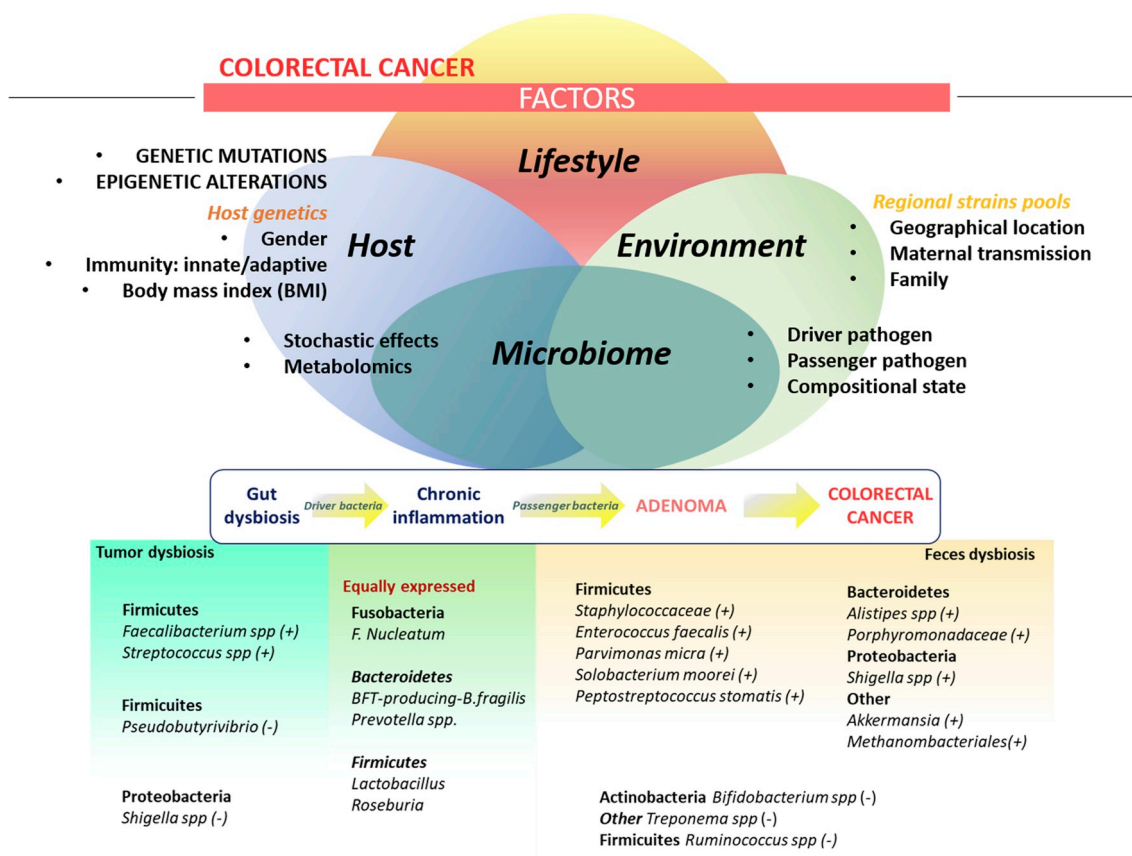 COLORECTAL CANCER
FACTORS
Lifestyle
• GENETIC MUTATIONS
• EPIGENETIC ALTERATIONS
Host genetics
• Gender
• Immunity: innate/adaptive
• Body mass index (BMI)
Host
Environment
Regional strains pools
• Geographical location
• Maternal transmission
• Family
• Stochastic effects
• Metabolomics
Microbiome
• Driver pathogen
• Passenger pathogen
• Compositional state
Gut
dysbiosis
Driver bacteria
Chronic
inflammation
Passenger bacteria
ADENOMA
COLORECTAL
CANCER
Tumor dysbiosis
Firmicutes
Faecalibacterium spp (+)
Streptococcus spp (+)
Firmicuites
Pseudobutyrivibrio (-)
Proteobacteria
Shigella spp (-)
Equally expressed
Fusobacteria
F. Nucleatum
Bacteroidetes
BFT-producing-B.fragilis
Prevotella spp.
Firmicutes
Lactobacillus
Roseburia
Feces dysbiosis
Firmicutes
Staphylococcaceae (+)
Enterococcus faecalis (+)
Parvimonas micra (+)
Solobacterium moorei (+)
Peptostreptococcus stomatis (+)
Bacteroidetes
Alistipes spp (+)
Porphyromonadaceae (+)
Proteobacteria
Shigella spp (+)
Other
Akkermansia (+)
Methanombacteriales(+)
Actinobacteria Bifidobacterium spp (-)
Other Treponema spp (-)
Firmicuites Ruminococcus spp (-)